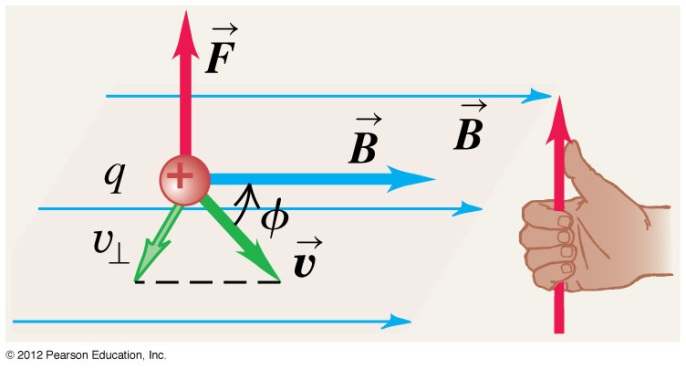 F
B
B
+
q
ϕ
v⊥
v
© 2012 Pearson Education, Inc.